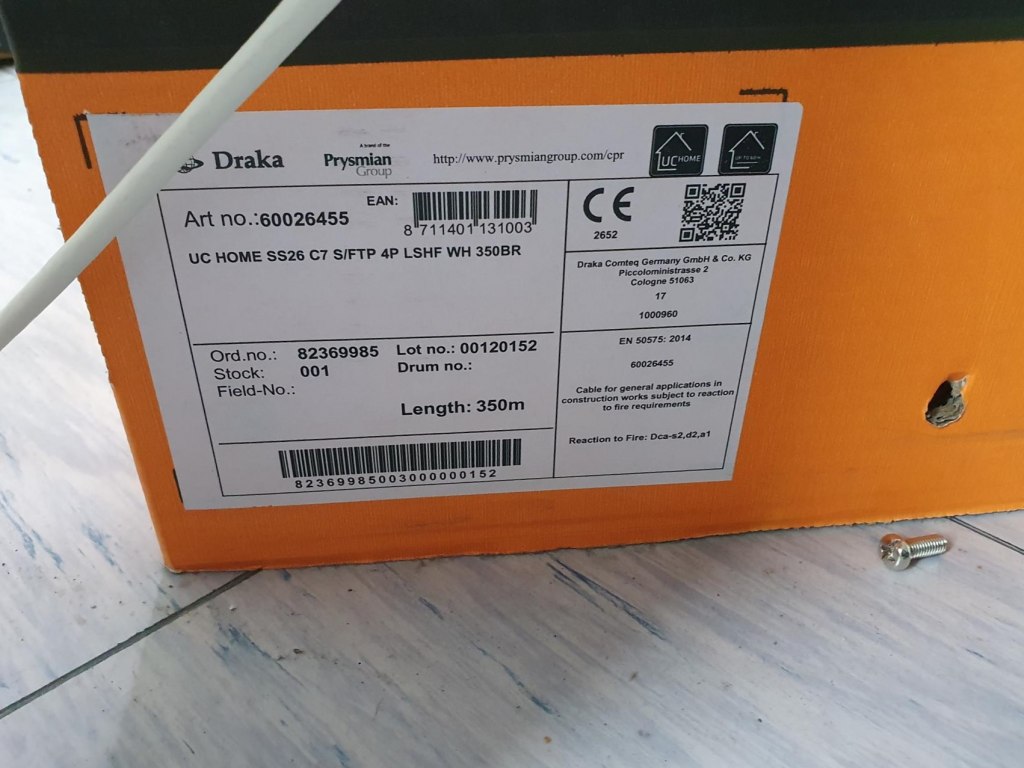 Draka
A brand of the
Prysmian
Group
http://www.prysmiangroup.com/cpr
UC HOME
UP TO 60 m
Art no.:60026455
EAN:
8 711401 131003
UC HOME SS26 C7 S/FTP 4P LSHF WH 350BR
CE
2652
Draka Comteq Germany GmbH & Co. KG
Piccoloministrasse 2
Cologne 51063
17
1000960
Ord.no.: 82369985 Lot no.: 00120152
Stock: 001 Drum no.:
Field-No.:
Length: 350m
82369985003000000152
EN 50575: 2014
60026455
Cable for general applications in
construction works subject to reaction
to fire requirements
Reaction to Fire: Dca-s2,d2,a1